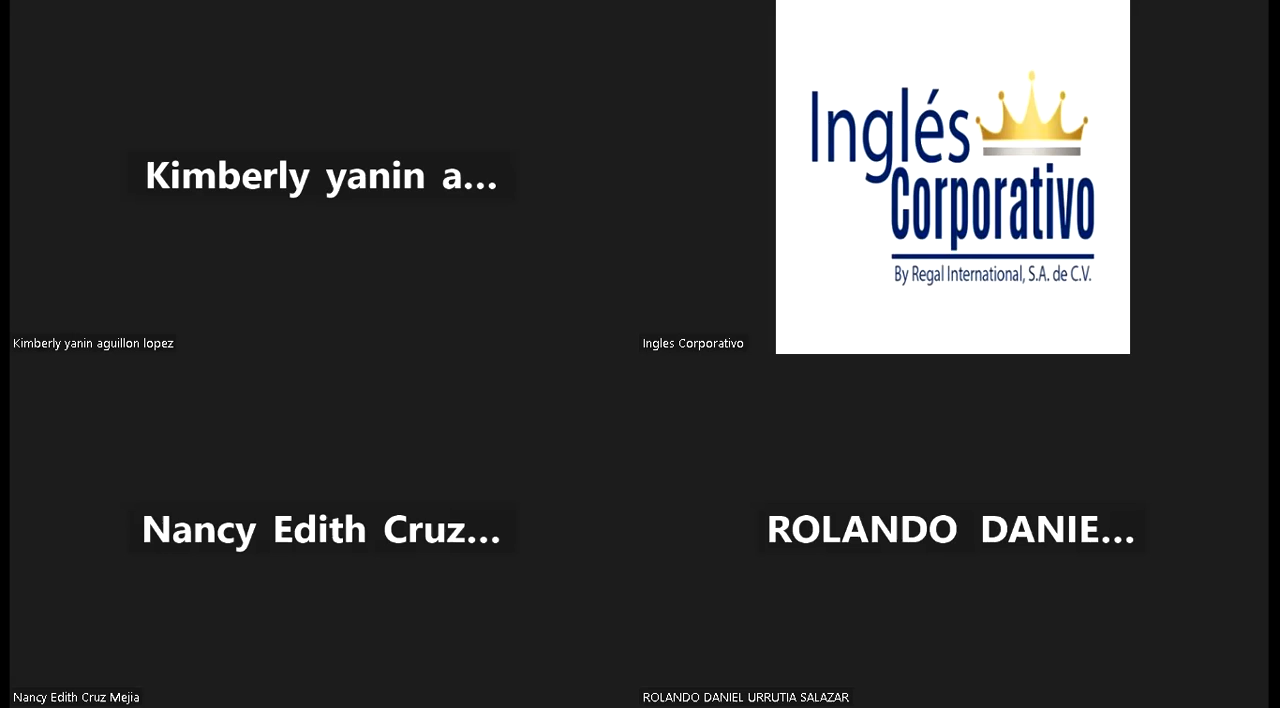 Kimberly yanin a...
Kimberly yanin aguillon lopez
Inglés
Corporativo
By Regal International, S.A. de C.V.
Ingles Corporativo
Nancy Edith Cruz...
Nancy Edith Cruz Mejia
ROLANDO DANIE...
ROLANDO DANIEL URRUTIA SALAZAR